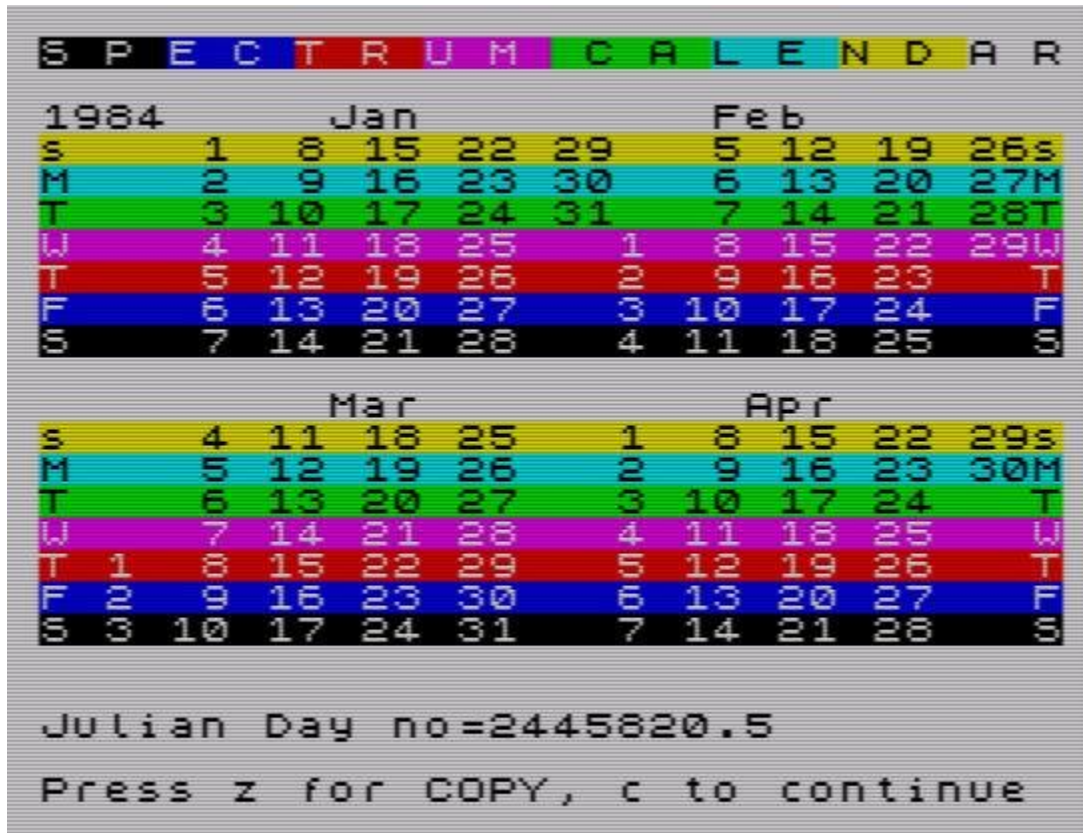 S P E C T R U M C A L E N D A R
1984 Jan Feb
s 1 8 15 22 29 5 12 19 26s
M 2 9 16 23 30 6 13 20 27M
T 3 10 17 24 31 7 14 21 28T
W 4 11 18 25 1 8 15 22 29W
T 5 12 19 26 2 9 16 23 T
F 6 13 20 27 3 10 17 24 F
S 7 14 21 28 4 11 18 25 S
Mar Apr
s 4 11 18 25 1 8 15 22 29s
M 5 12 19 26 2 9 16 23 30M
T 6 13 20 27 3 10 17 24 T
W 7 14 21 28 4 11 18 25 W
T 1 8 15 22 29 5 12 19 26 T
F 2 9 16 23 30 6 13 20 27 F
S 3 10 17 24 31 7 14 21 28 S
Julian Day no=2445820.5
Press z for COPY, c to continue